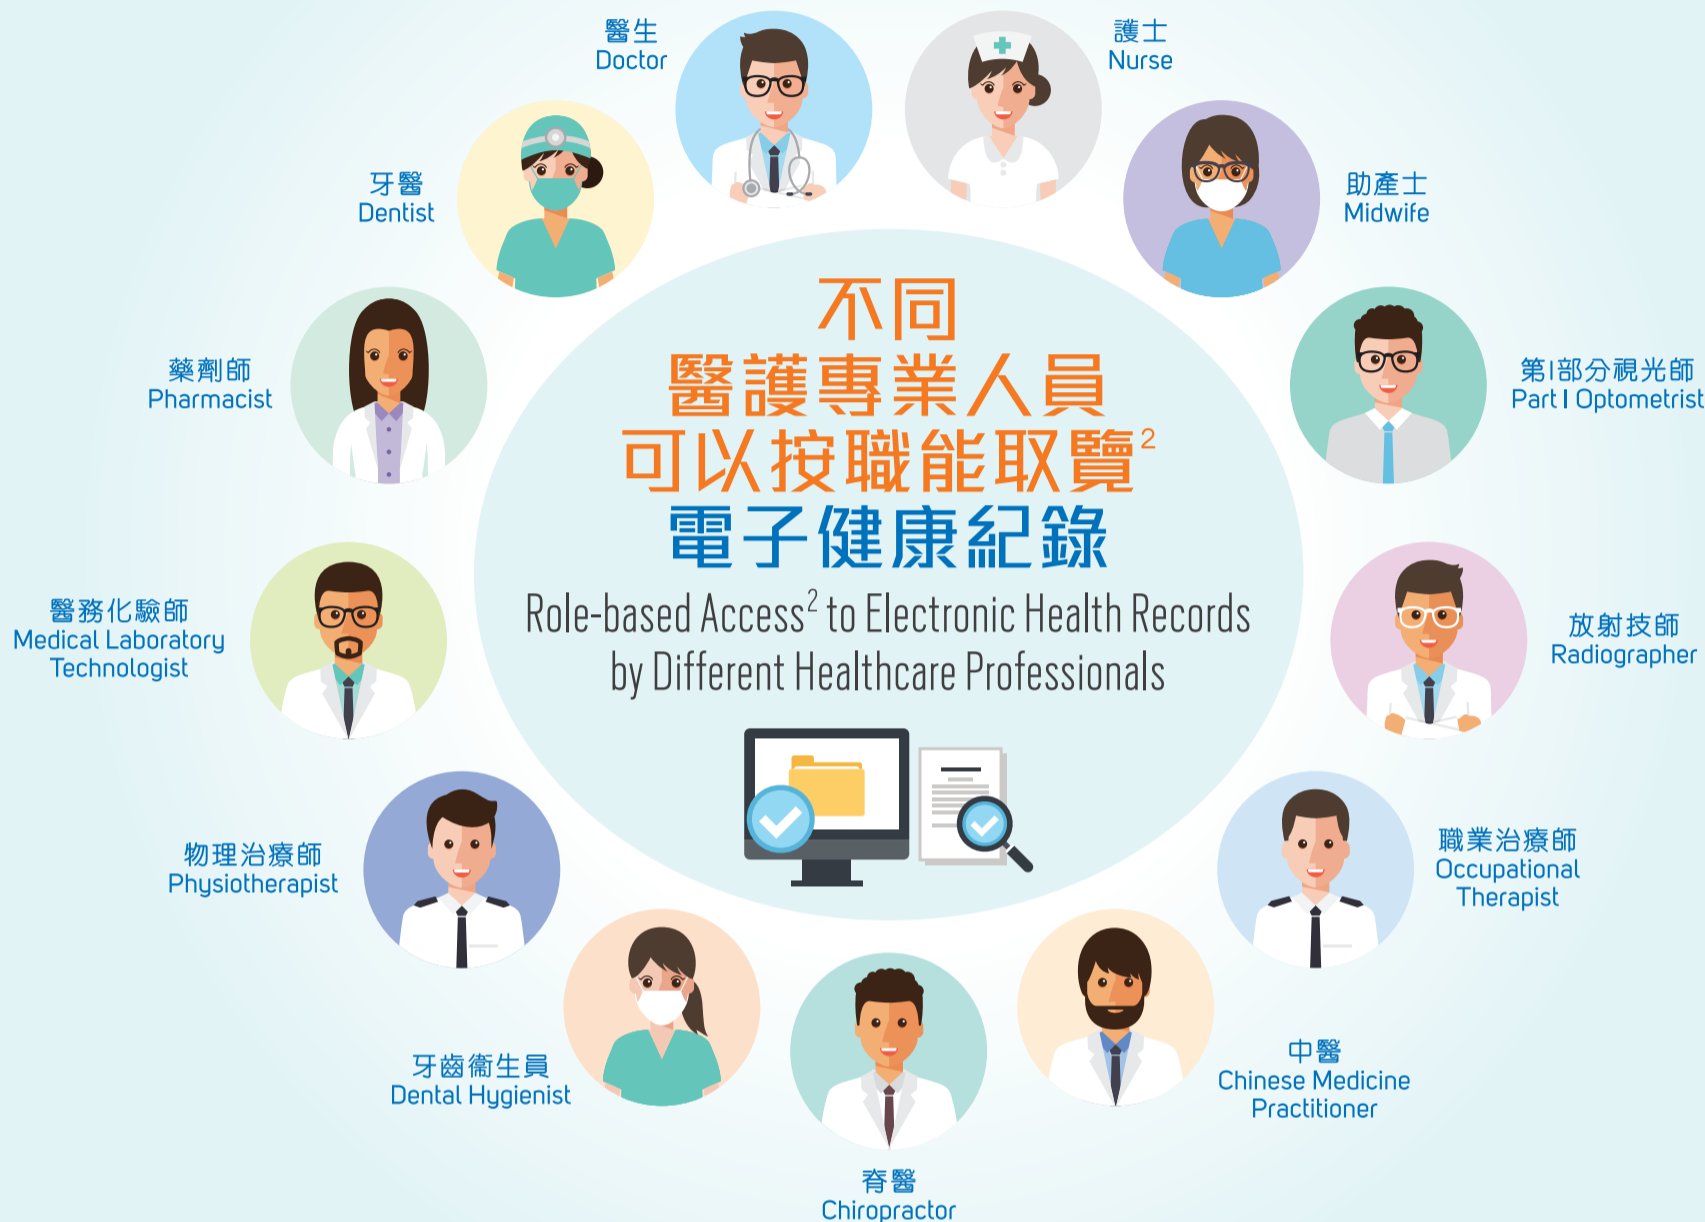 醫生
Doctor
護士
Nurse
牙醫
Dentist
助產士
Midwife
藥劑師
Pharmacist
第I部分視光師
Part I Optometrist
不同
醫護專業人員
可以按職能取覽2
電子健康紀錄
Role-based Access2 to Electronic Health Records
by Different Healthcare Professionals
醫務化驗師
Medical Laboratory
Technologist
放射技師
Radiographer
物理治療師
Physiotherapist
職業治療師
Occupational
Therapist
牙齒衞生員
Dental Hygienist
中醫
Chinese Medicine
Practitioner
脊醫
Chiropractor